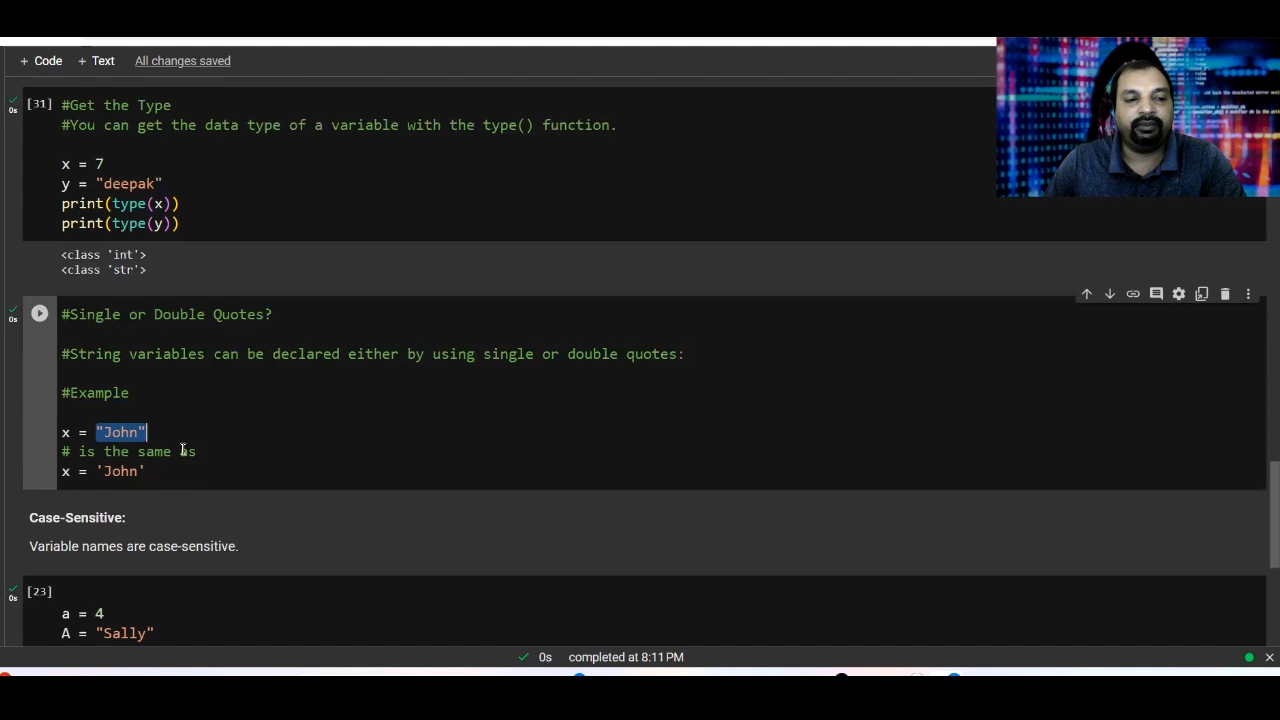 + Code + Text All changes saved
[31] #Get the Type
0s
#You can get the data type of a variable with the type() function.
x = 7
y = "deepak"
print(type(x))
print(type(y))
<class 'int'>
<class 'str'>
#Single or Double Quotes?
0s
#String variables can be declared either by using single or double quotes:
#Example
x = "John"
# is the same as
x = 'John'
Case-Sensitive:
Variable names are case-sensitive.
[23]
0s
a = 4
A = "Sally"
0s completed at 8:11 PM